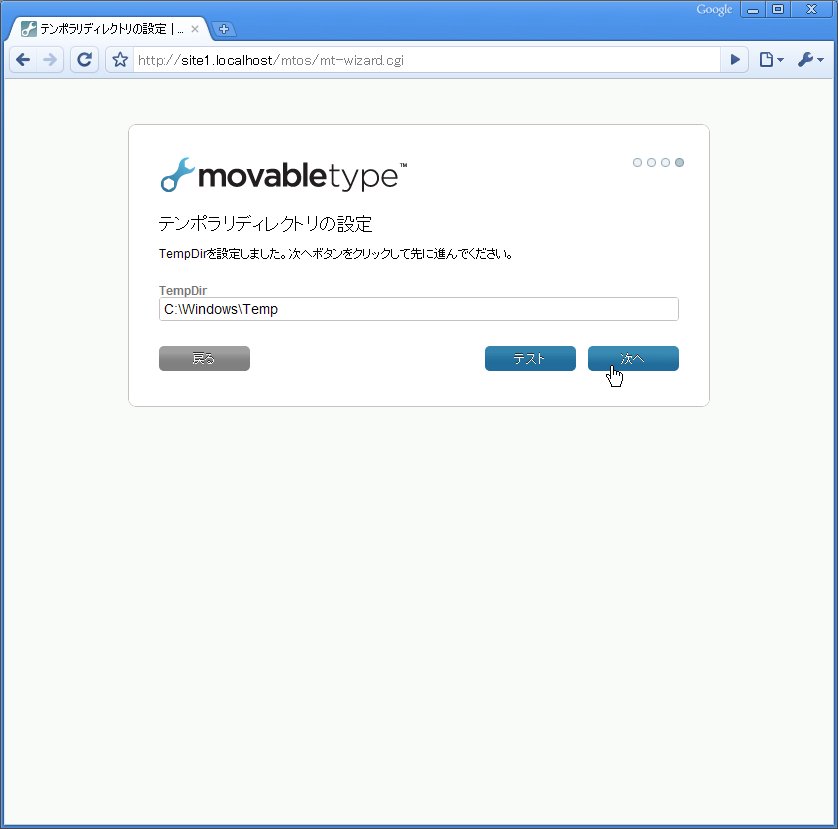 Google
テンポラリディレクトリの設定 | ...
http://site1.localhost/mtos/mt-wizard.cgi
movabletype™
テンポラリディレクトリの設定
TempDirを設定しました。次へボタンをクリックして先に進んでください。
TempDir
C:\Windows\Temp
戻る テスト 次へ